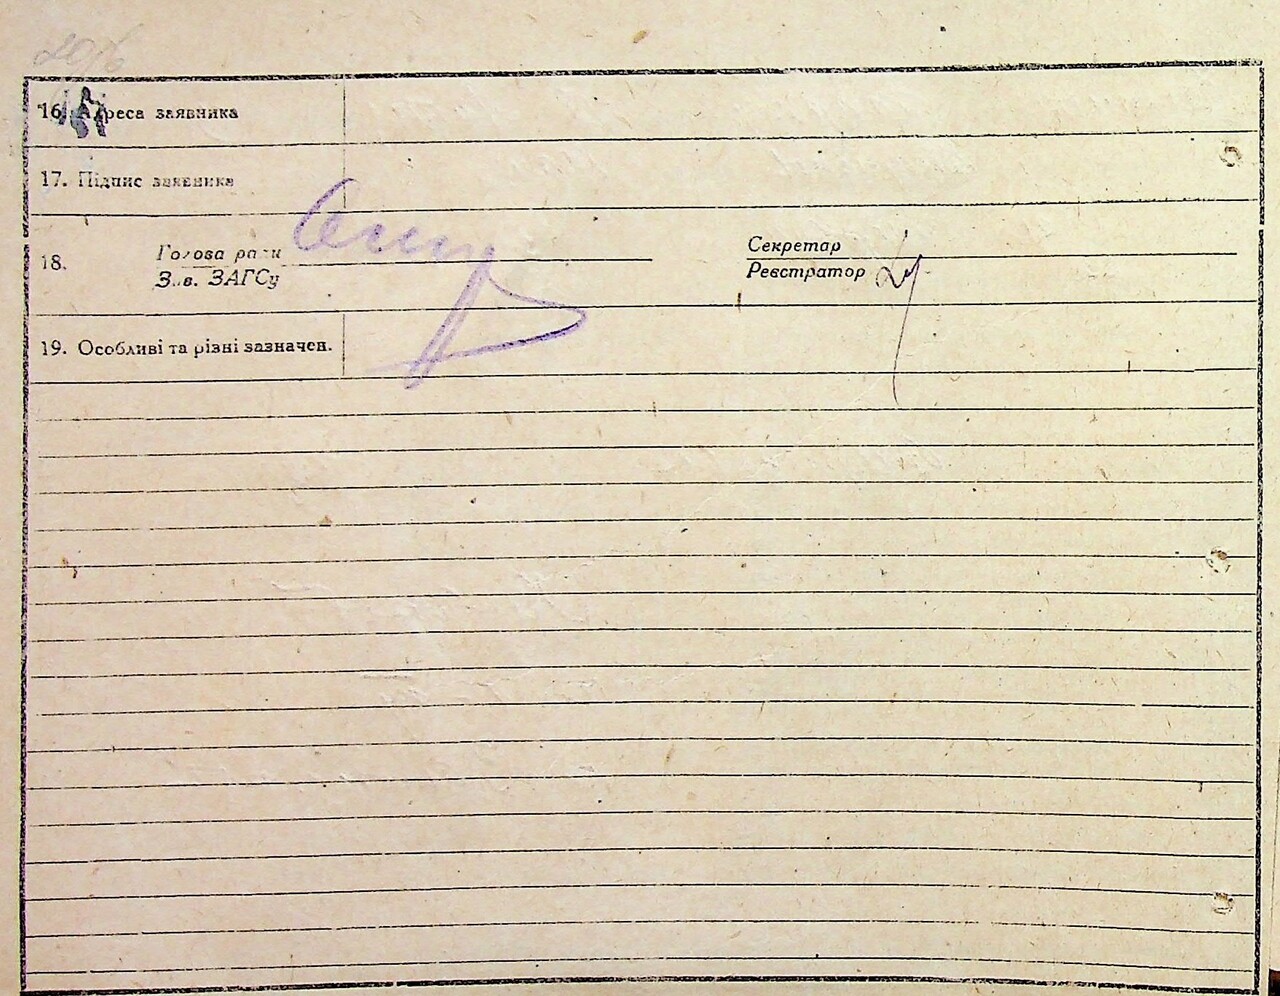 16. Адреса заявника
17. Підпис заявника
18. Голова ради Секретар
Зав. ЗАГСу Реєстратор
19. Особливі та різні зазначен.